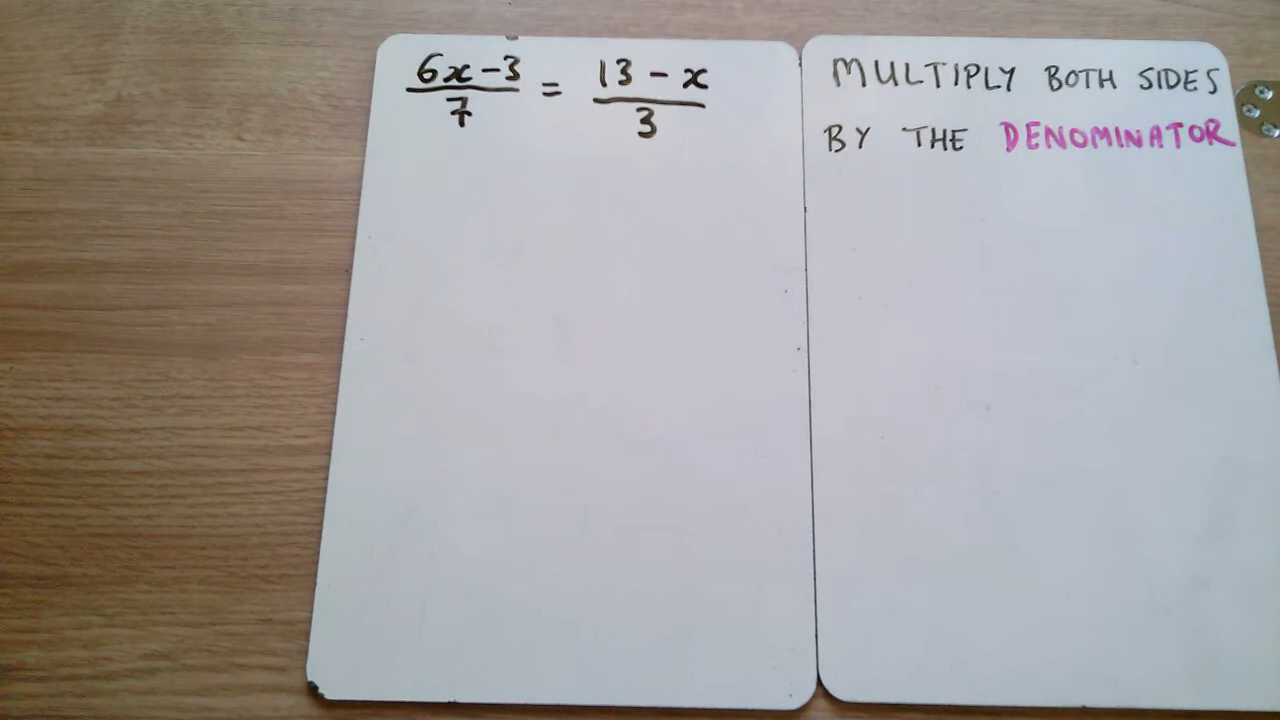 6x-3/7 = 13-x/3
MULTIPLY BOTH SIDES
BY THE DENOMINATOR